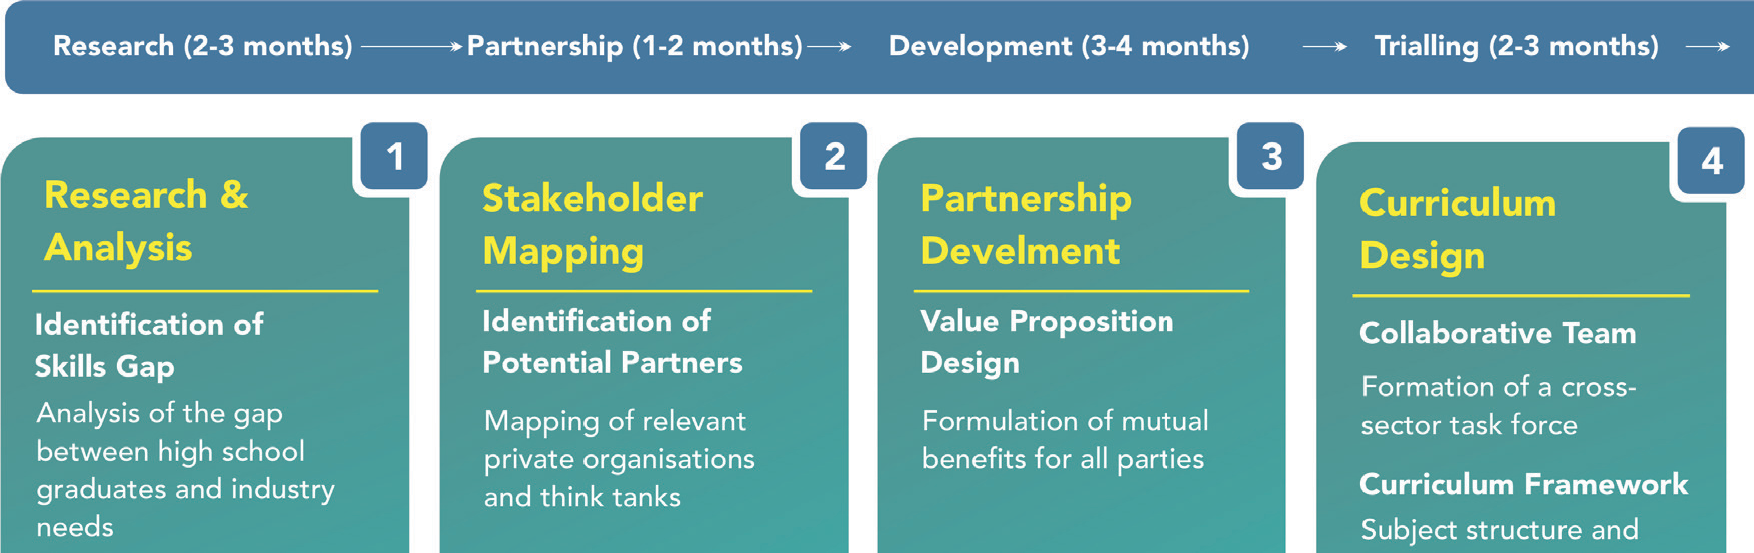 Research (2-3 months) Partnership (1-2 months) Development (3-4 months) Trialling (2-3 months)
1
Research &
Analysis
Identification of
Skills Gap
Analysis of the gap
between high school
graduates and industry
needs
2
Stakeholder
Mapping
Identification of
Potential Partners
Mapping of relevant
private organisations
and think tanks
3
Partnership
Develment
Value Proposition
Design
Formulation of mutual
benefits for all parties
4
Curriculum
Design
Collaborative Team
Formation of a cross-
sector task force
Curriculum Framework
Subject structure and